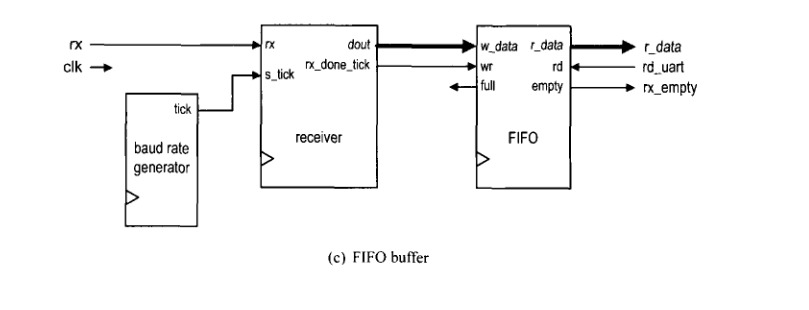 rx
clk
tick
baud rate
generator
rx
s_tick
dout
rx_done_tick
receiver
w_data
wr
full
r_data
rd
empty
FIFO
r_data
rd_uart
rx_empty
(c) FIFO buffer